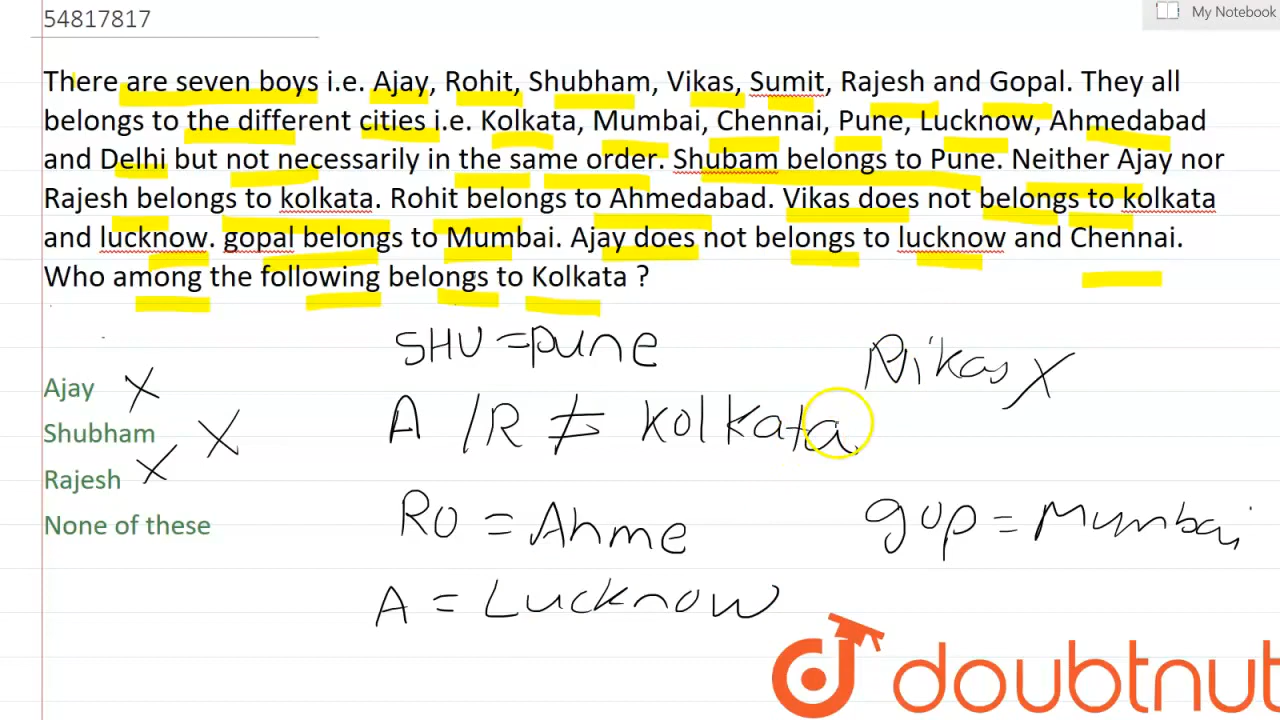 54817817
My Notebook
There are seven boys i.e. Ajay, Rohit, Shubham, Vikas, Sumit, Rajesh and Gopal. They all
belongs to the different cities i.e. Kolkata, Mumbai, Chennai, Pune, Lucknow, Ahmedabad
and Delhi but not necessarily in the same order. Shubam belongs to Pune. Neither Ajay nor
Rajesh belongs to kolkata. Rohit belongs to Ahmedabad. Vikas does not belongs to kolkata
and lucknow. gopal belongs to Mumbai. Ajay does not belongs to lucknow and Chennai.
Who among the following belongs to Kolkata ?
SHU = pune
Ajay X
A / R ≠ Kolkata
Shubham X
Rajesh X
None of these
RO = Ahme
gop = Mumbai
A = Lucknow
doubtnut